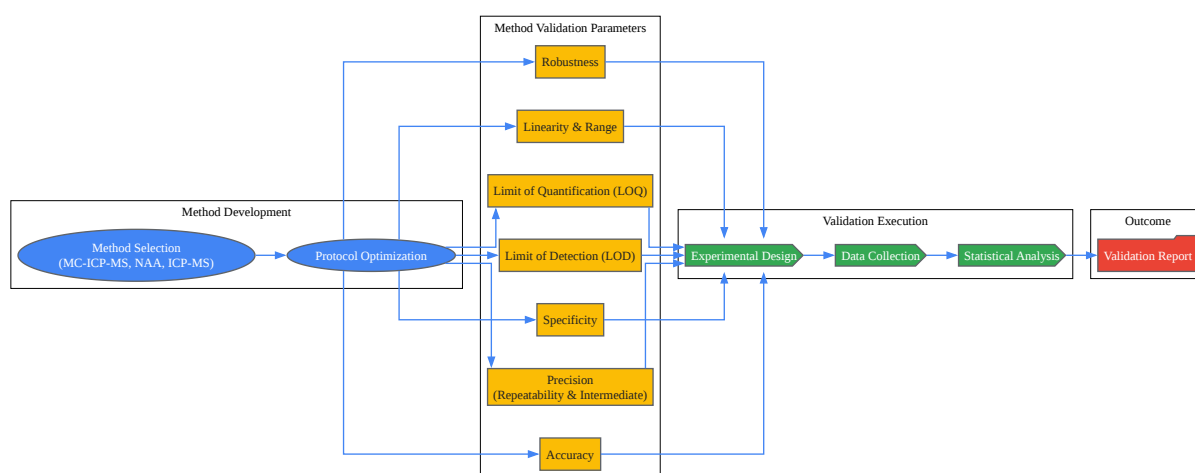 Method Development
Method Selection
(MC-ICP-MS, NAA, ICP-MS)
Protocol Optimization
Method Validation Parameters
Robustness
Linearity & Range
Limit of Quantification (LOQ)
Limit of Detection (LOD)
Specificity
Precision
(Repeatability & Intermediate)
Accuracy
Validation Execution
Experimental Design
Data Collection
Statistical Analysis
Outcome
Validation Report